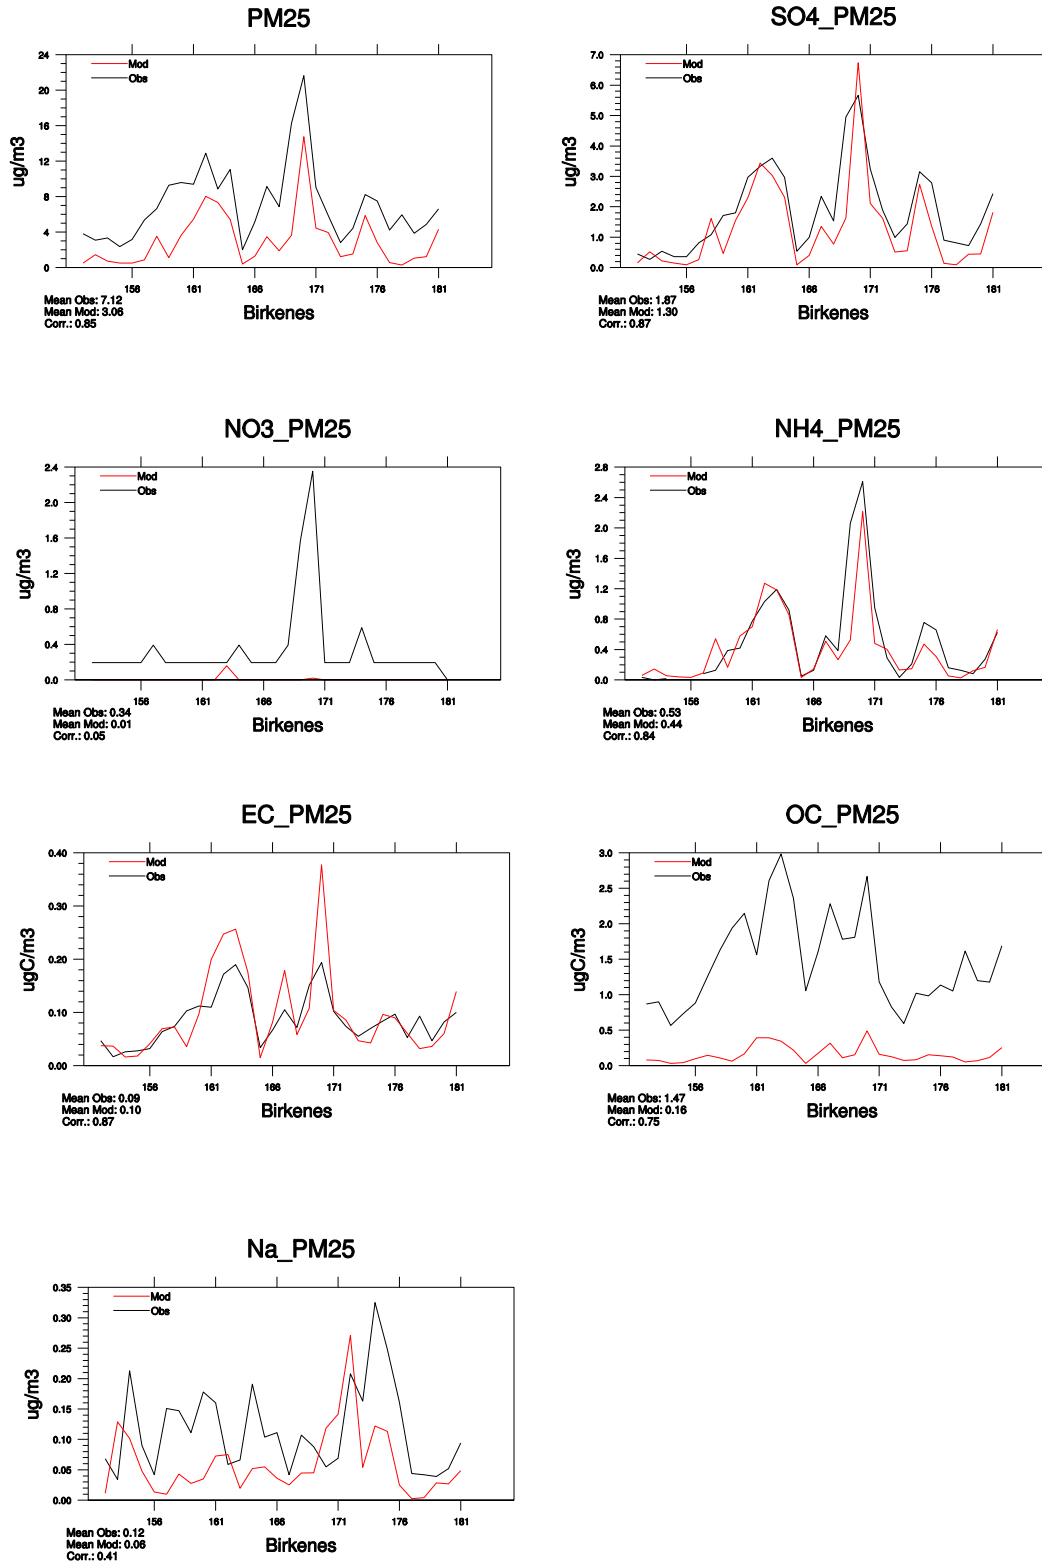 PM25
24
20
16
12
8
4
0
ug/m3
Mod
Obs
156
161
166
171
176
181
Mean Obs: 7.12
Mean Mod: 3.06
Corr.: 0.85
Birkenes
SO4_PM25
7.0
6.0
5.0
4.0
3.0
2.0
1.0
0.0
ug/m3
Mod
Obs
156
161
166
171
176
181
Mean Obs: 1.87
Mean Mod: 1.30
Corr.: 0.87
Birkenes
NO3_PM25
2.4
2.0
1.6
1.2
0.8
0.4
0.0
ug/m3
Mod
Obs
156
161
166
171
176
181
Mean Obs: 0.34
Mean Mod: 0.01
Corr.: 0.05
Birkenes
NH4_PM25
2.8
2.4
2.0
1.6
1.2
0.8
0.4
0.0
ug/m3
Mod
Obs
156
161
166
171
176
181
Mean Obs: 0.53
Mean Mod: 0.44
Corr.: 0.84
Birkenes
EC_PM25
0.40
0.30
0.20
0.10
0.00
ugC/m3
Mod
Obs
156
161
166
171
176
181
Mean Obs: 0.09
Mean Mod: 0.10
Corr.: 0.87
Birkenes
OC_PM25
3.0
2.5
2.0
1.5
1.0
0.5
0.0
ugC/m3
Mod
Obs
156
161
166
171
176
181
Mean Obs: 1.47
Mean Mod: 0.16
Corr.: 0.75
Birkenes
Na_PM25
0.35
0.30
0.25
0.20
0.15
0.10
0.05
0.00
ug/m3
Mod
Obs
156
161
166
171
176
181
Mean Obs: 0.12
Mean Mod: 0.06
Corr.: 0.41
Birkenes